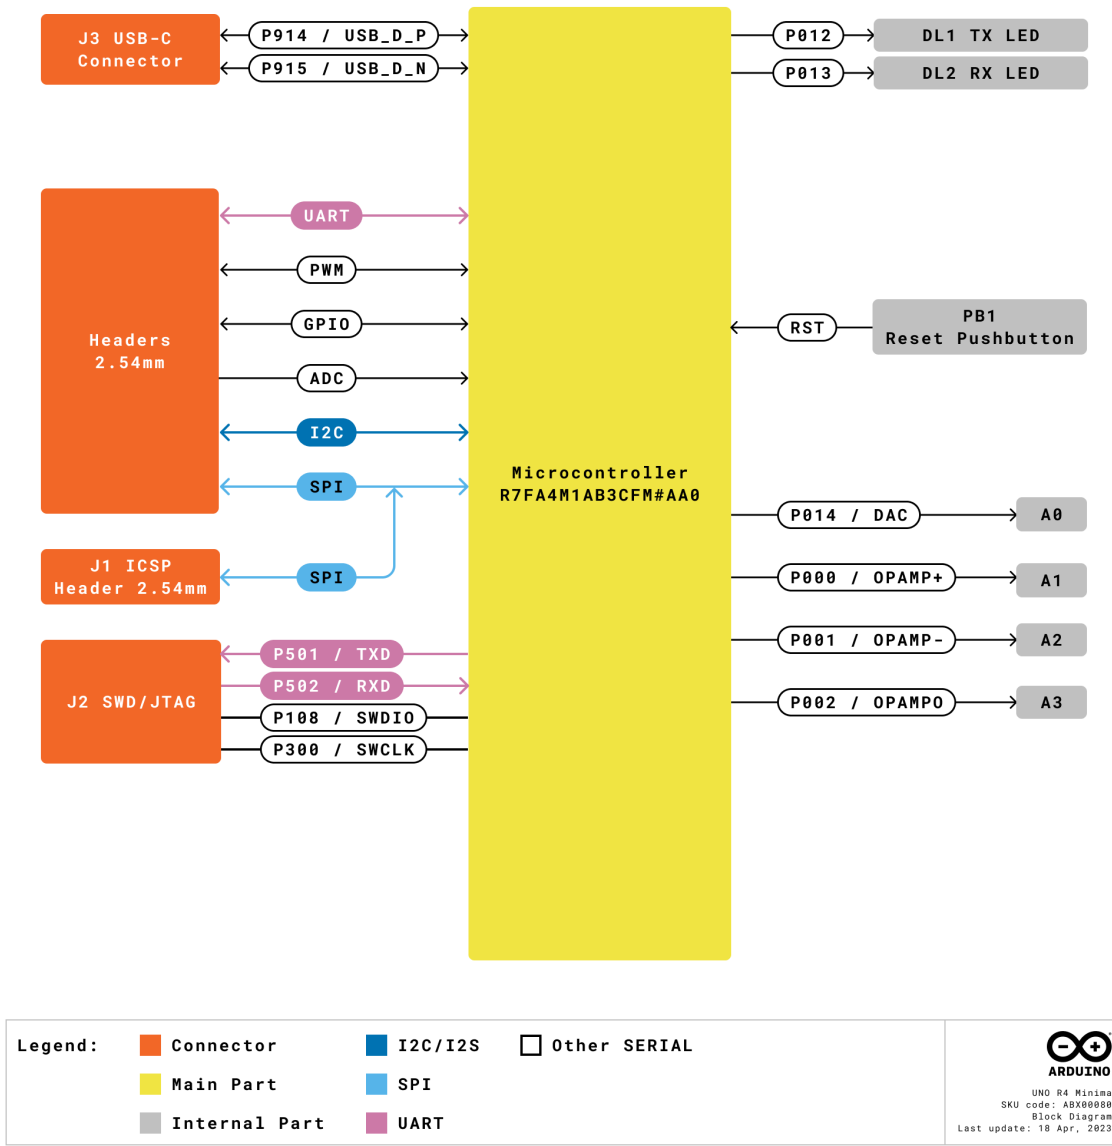 J3 USB-C
Connector
P914 / USB_D_P
P915 / USB_D_N
P012
DL1 TX LED
P013
DL2 RX LED
Headers
2.54mm
UART
PWM
GPIO
ADC
I2C
SPI
Microcontroller
R7FA4M1AB3CFM#AA0
RST
PB1
Reset Pushbutton
J1 ICSP
Header 2.54mm
SPI
P014 / DAC
A0
P000 / OPAMP+
A1
P001 / OPAMP-
A2
P002 / OPAMPO
A3
J2 SWD/JTAG
P501 / TXD
P502 / RXD
P108 / SWDIO
P300 / SWCLK
Legend:
Connector
Main Part
Internal Part
I2C/I2S
SPI
UART
Other SERIAL
ARDUINO
UNO R4 Minima
SKU code: ABX00080
Block Diagram
Last update: 18 Apr, 2023